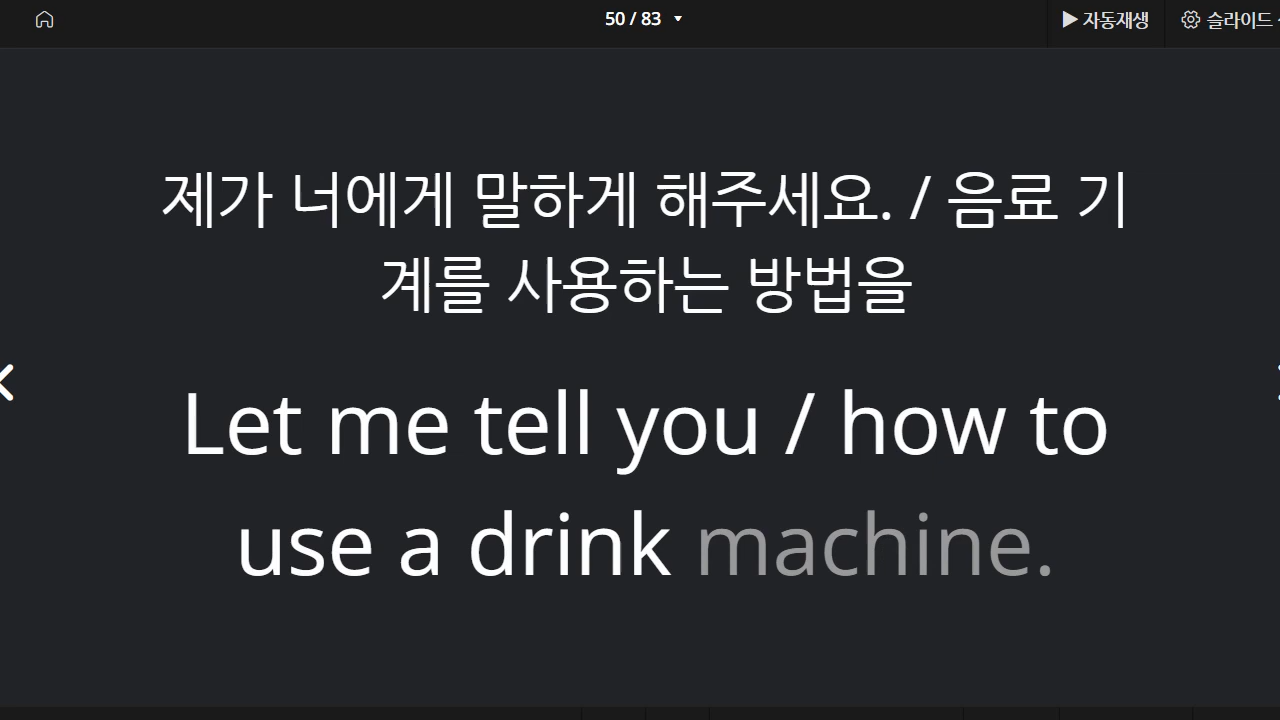 50 / 83
▶ 자동재생
슬라이드
제가 너에게 말하게 해주세요. / 음료 기
계를 사용하는 방법을
Let me tell you / how to
use a drink machine.